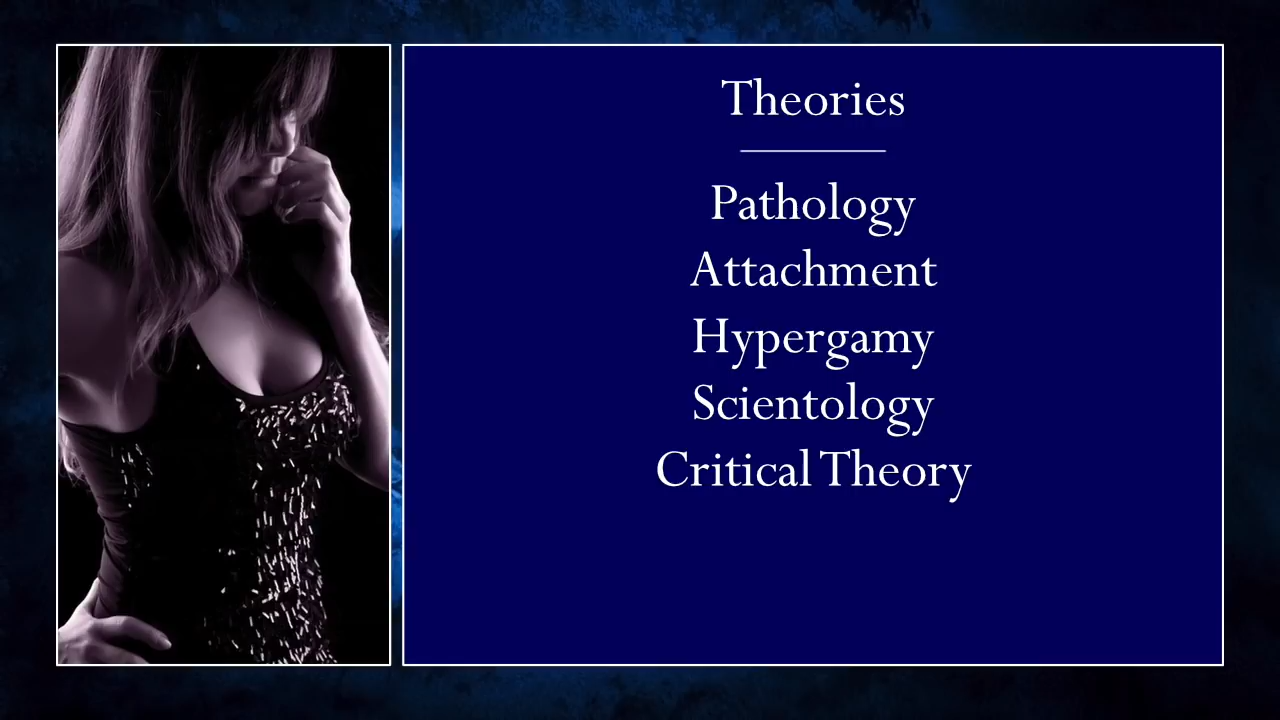 Theories
Pathology
Attachment
Hypergamy
Scientology
Critical Theory